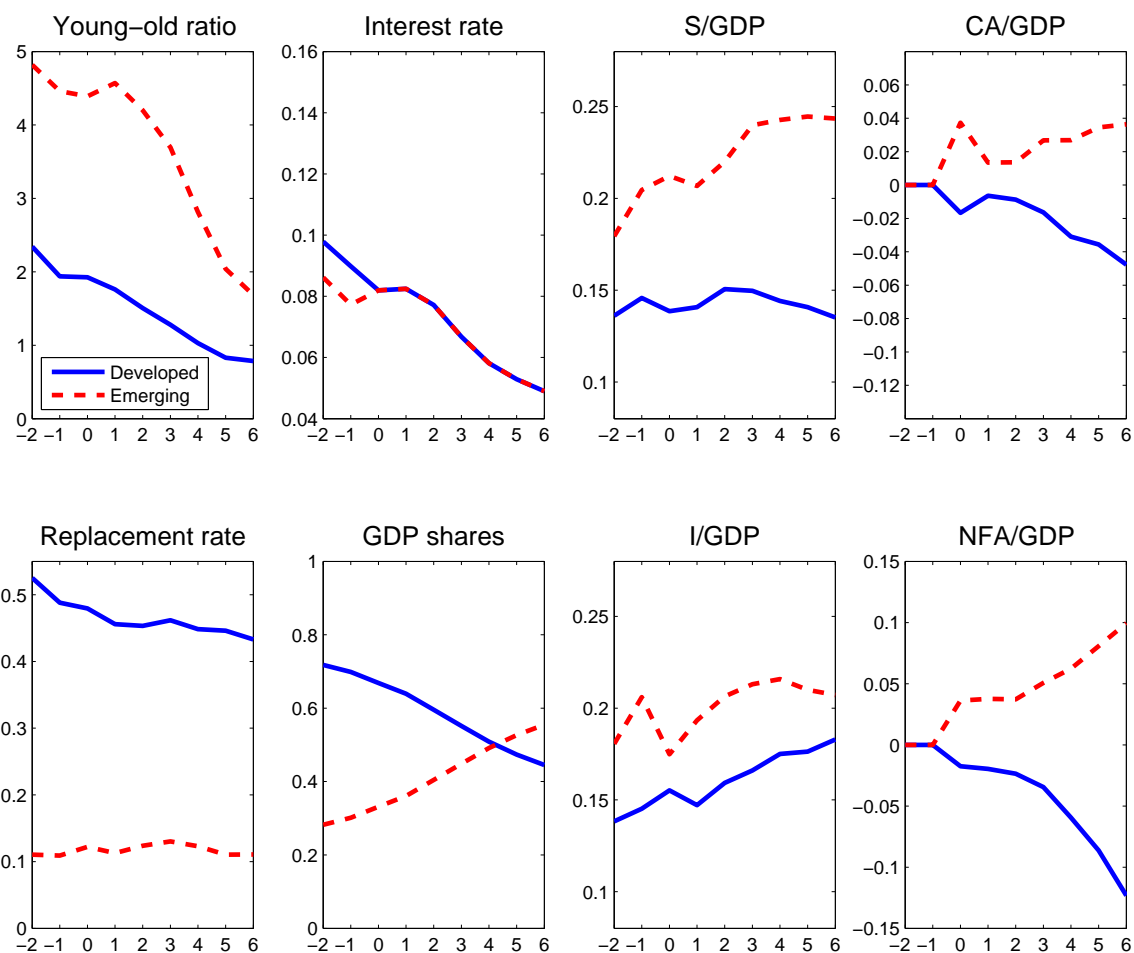 Young−old ratio
5
4
3
2
1
0
−2 −1 0 1 2 3 4 5 6
Developed
Emerging
Interest rate
0.16
0.14
0.12
0.1
0.08
0.06
0.04
−2 −1 0 1 2 3 4 5 6
S/GDP
0.25
0.2
0.15
0.1
−2 −1 0 1 2 3 4 5 6
CA/GDP
0.06
0.04
0.02
0
−0.02
−0.04
−0.06
−0.08
−0.1
−0.12
−2 −1 0 1 2 3 4 5 6
Replacement rate
0.5
0.4
0.3
0.2
0.1
0
−2 −1 0 1 2 3 4 5 6
GDP shares
1
0.8
0.6
0.4
0.2
0
−2 −1 0 1 2 3 4 5 6
I/GDP
0.25
0.2
0.15
0.1
−2 −1 0 1 2 3 4 5 6
NFA/GDP
0.15
0.1
0.05
0
−0.05
−0.1
−0.15
−2 −1 0 1 2 3 4 5 6